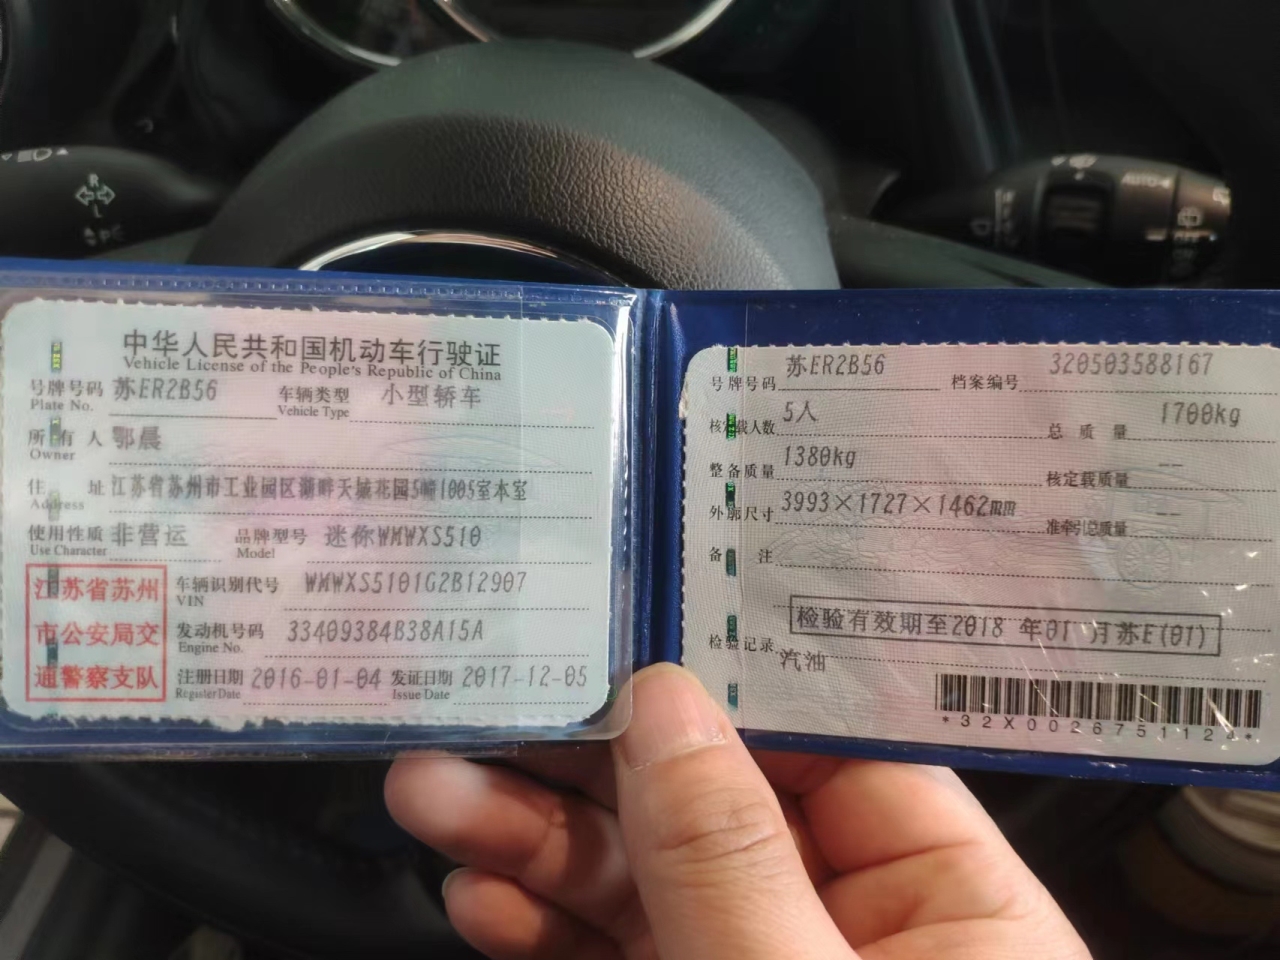 中华人民共和国机动车行驶证
Vehicle License of the People's Republic of China
号牌号码 苏ER2B56 车辆类型 小型轿车
Plate No. Vehicle Type
所有人 鄂晨
Owner
住址 江苏省苏州市工业园区湖畔天城花园5幢1005室本室
Address
使用性质 非营运 品牌型号 迷你WMWXS510
Use Character Model
江苏省苏州
市公安局交
通警察支队
车辆识别代号 WMWXS5101G2B12907
VIN
发动机号码 33409384B38A15A
Engine No.
注册日期 2016-01-04 发证日期 2017-12-05
Register Date Issue Date
号牌号码 苏ER2B56 档案编号 320503588167
核定载人数 5人 总质量 1700kg
整备质量 1380kg 核定载质量 --
外廓尺寸 3993×1727×1462mm 准牵引总质量 --
备注
检验有效期至2018 年01 月苏E(01)
检验记录
汽油
R
L
AUTO